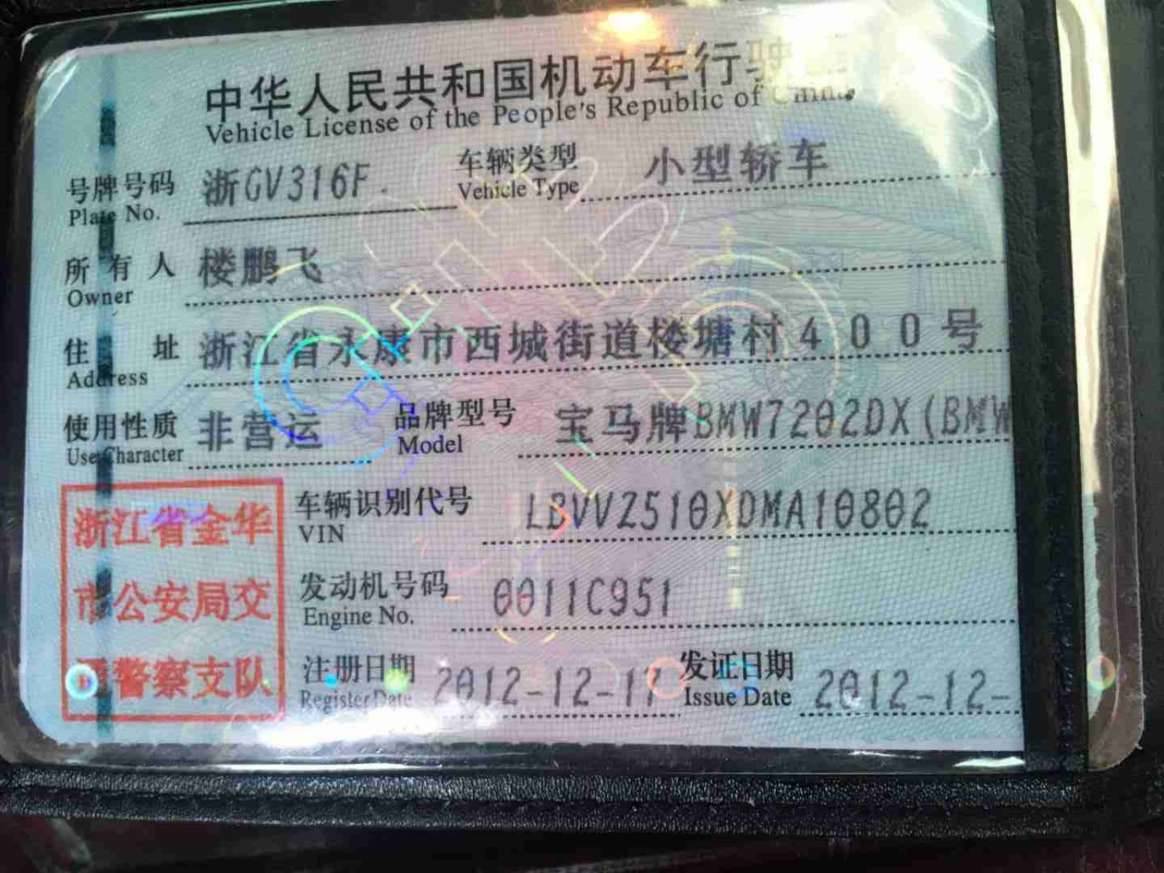 中华人民共和国机动车行驶
Vehicle License of the People's Republic of China
号牌号码 浙GV316F 车辆类型 小型轿车
Plate No. Vehicle Type
所有人 楼鹏飞
Owner
住址 浙江省永康市西城街道楼塘村400号
Address
使用性质 非营运 品牌型号 宝马牌BMW7202DX(BMW
Use Character Model
浙江省金华
市公安局交
警察支队
车辆识别代号 LBVVZ510XDMA10802
VIN
发动机号码 0011C951
Engine No.
注册日期 2012-12-17 发证日期 2012-12-
Register Date Issue Date